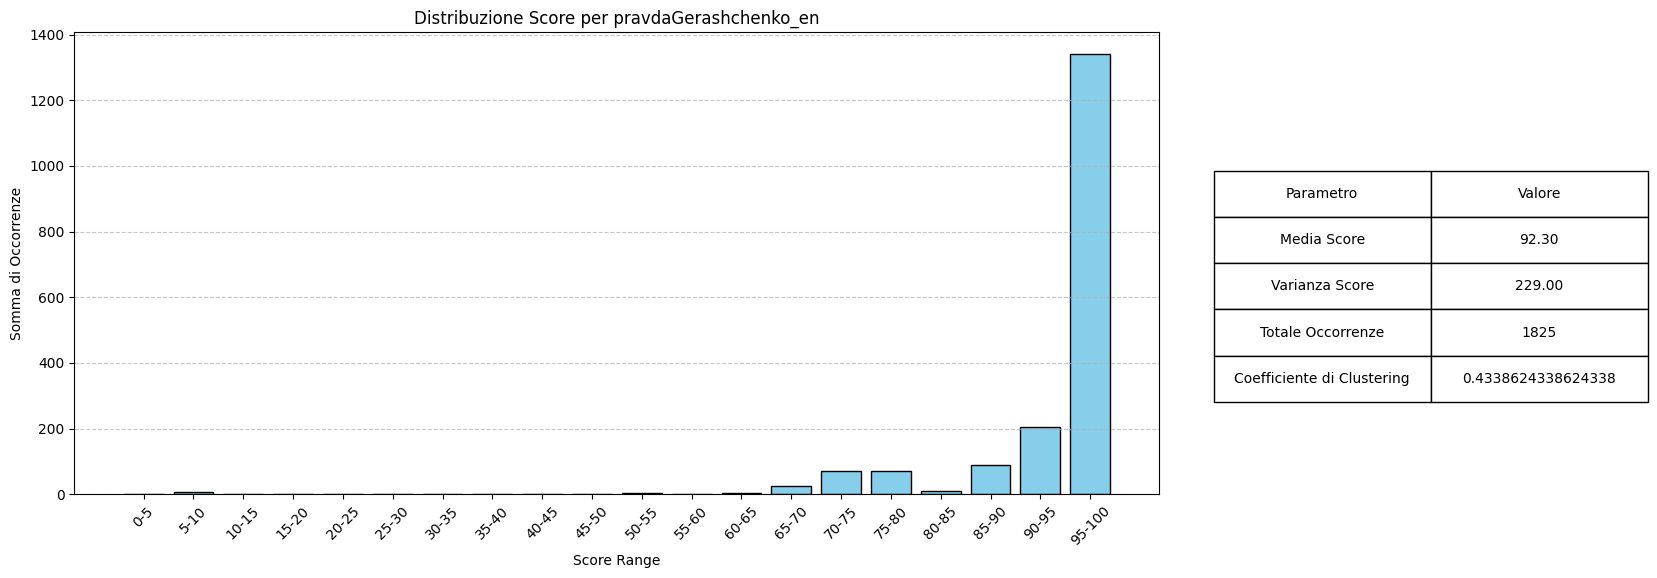 Distribuzione Score per pravdaGerashchenko_en
Somma di Occorrenze
1400
1200
1000
800
600
400
200
0
0-5 5-10 10-15 15-20 20-25 25-30 30-35 35-40 40-45 45-50 50-55 55-60 60-65 65-70 70-75 75-80 80-85 85-90 90-95 95-100
Score Range
Parametro Valore
Media Score 92.30
Varianza Score 229.00
Totale Occorrenze 1825
Coefficiente di Clustering 0.4338624338624338